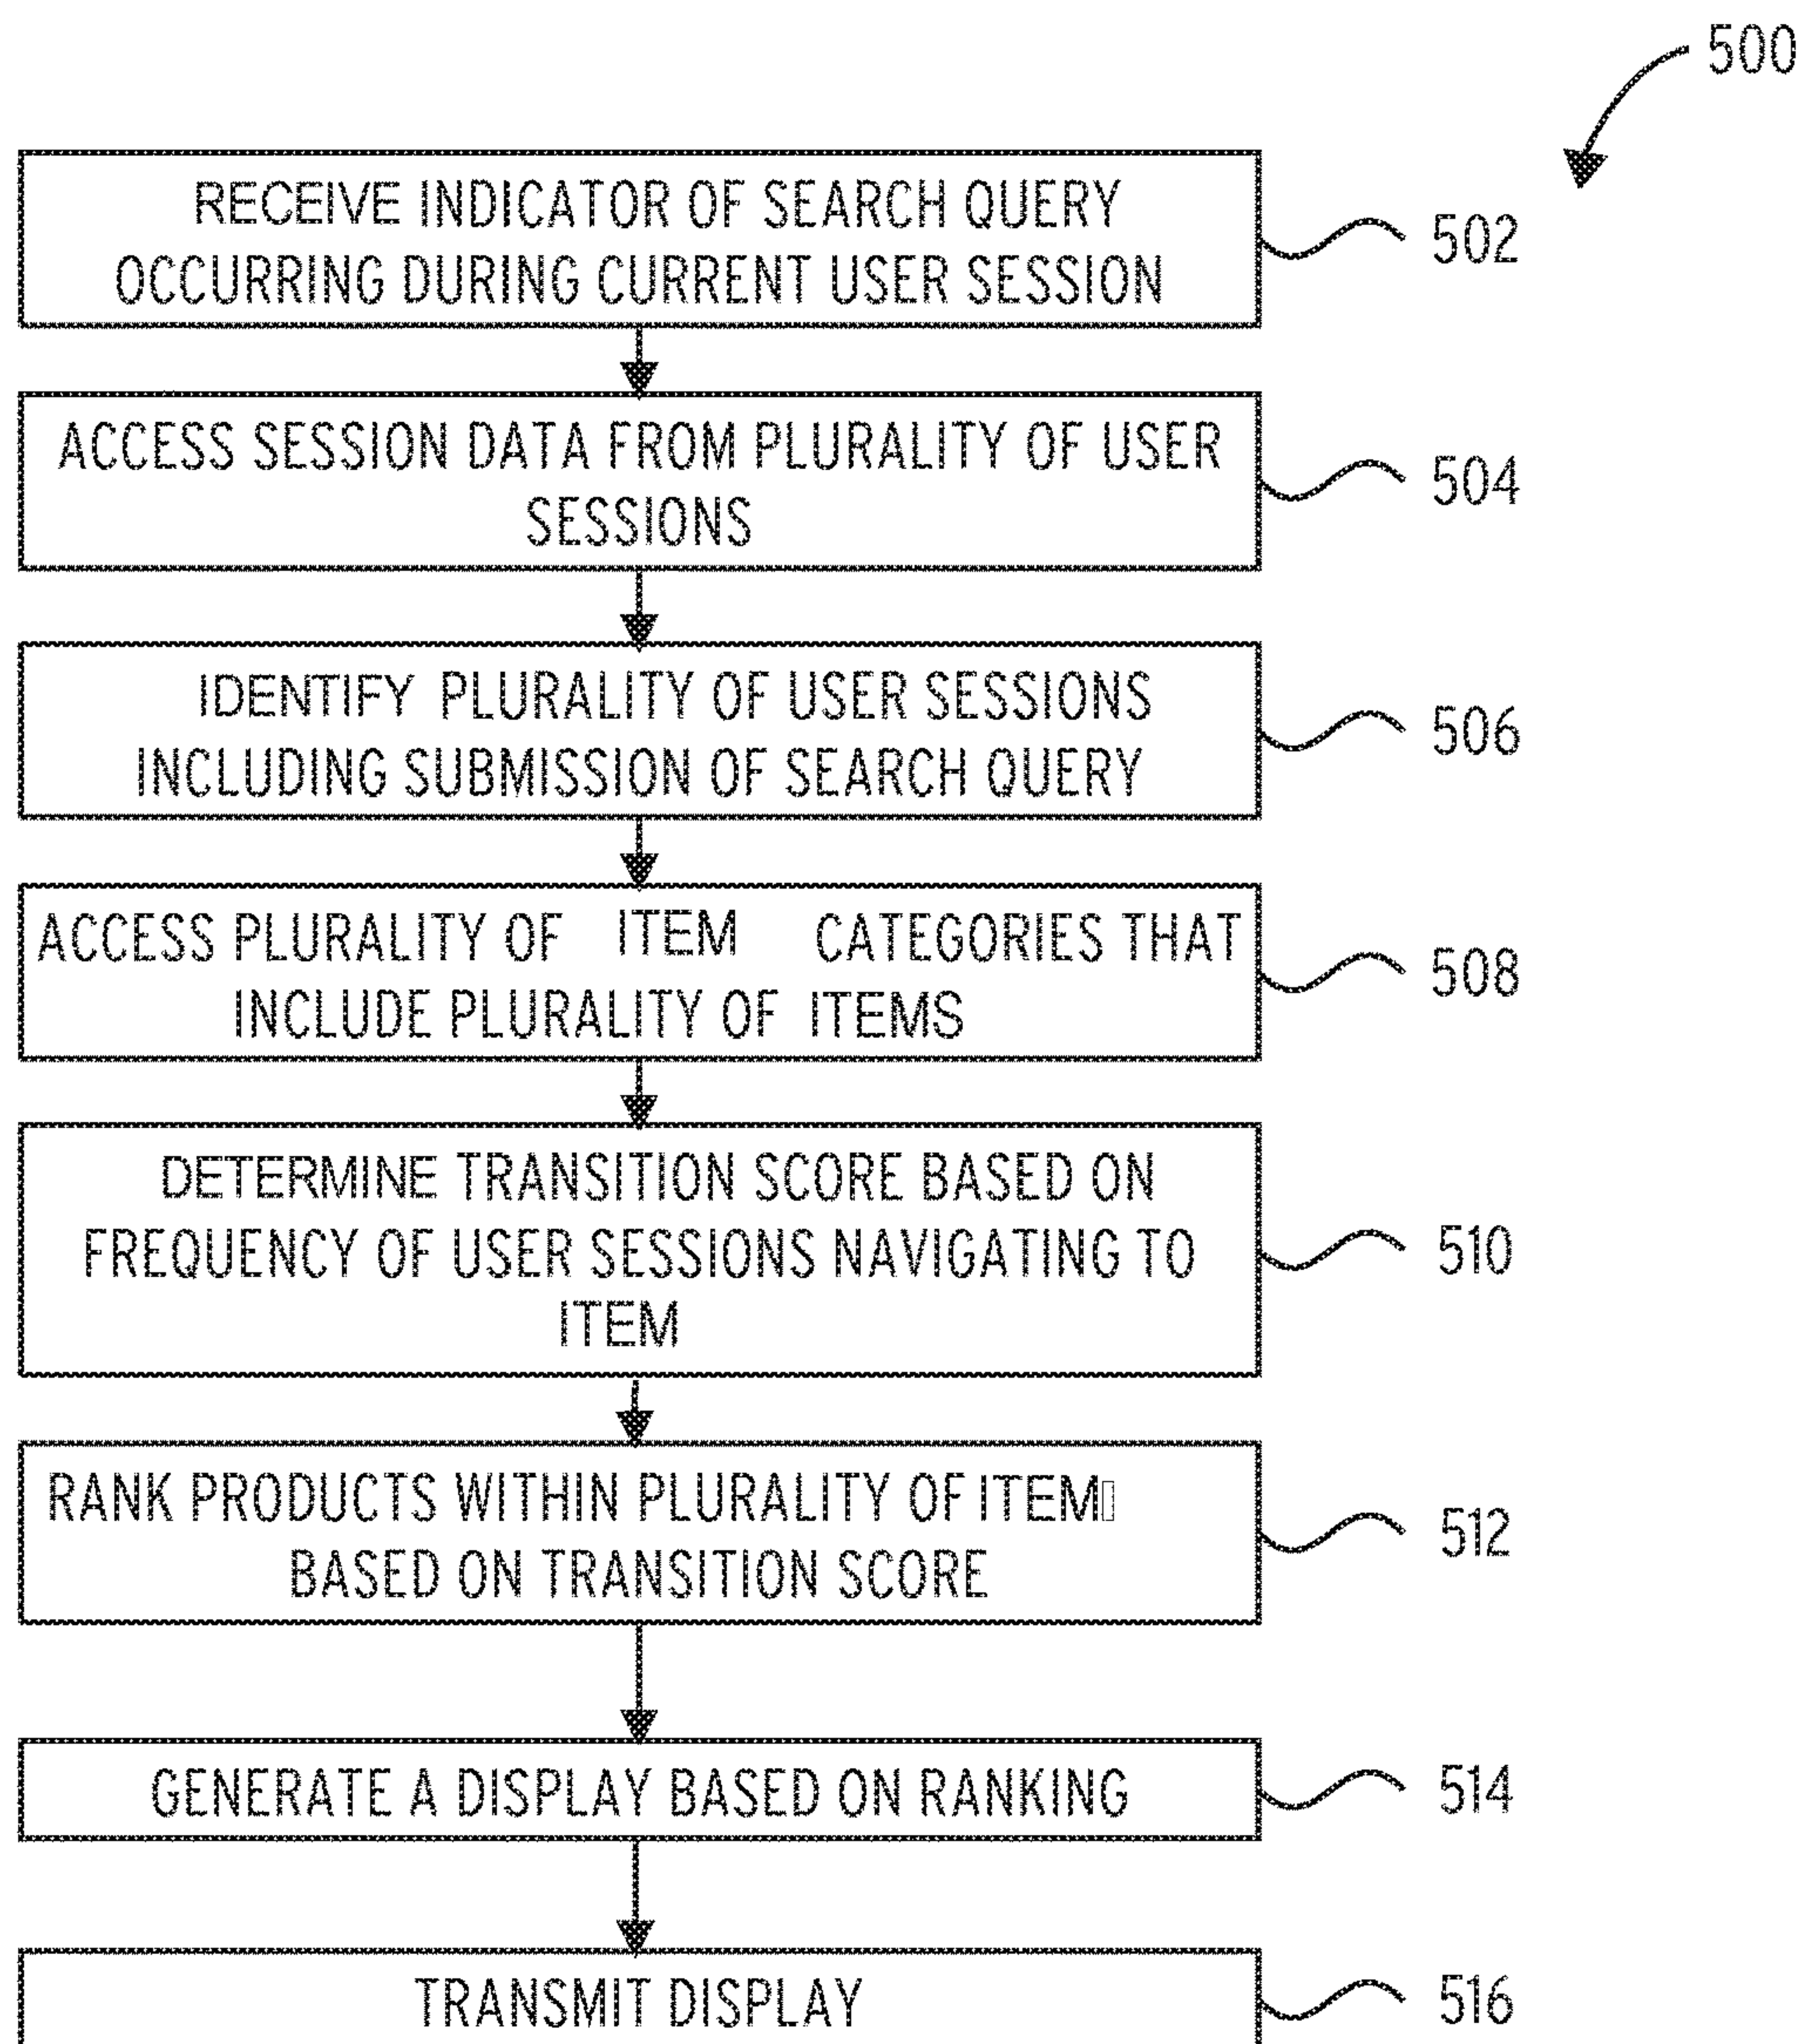 500
RECEIVE INDICATOR OF SEARCH QUERY
OCCURRING DURING CURRENT USER SESSION
502
ACCESS SESSION DATA FROM PLURALITY OF USER
SESSIONS
504
IDENTIFY PLURALITY OF USER SESSIONS
INCLUDING SUBMISSION OF SEARCH QUERY
506
ACCESS PLURALITY OF ITEM CATEGORIES THAT
INCLUDE PLURALITY OF ITEMS
508
DETERMINE TRANSITION SCORE BASED ON
FREQUENCY OF USER SESSIONS NAVIGATING TO
ITEM
510
RANK PRODUCTS WITHIN PLURALITY OF ITEM▯
BASED ON TRANSITION SCORE
512
GENERATE A DISPLAY BASED ON RANKING
514
TRANSMIT DISPLAY
516